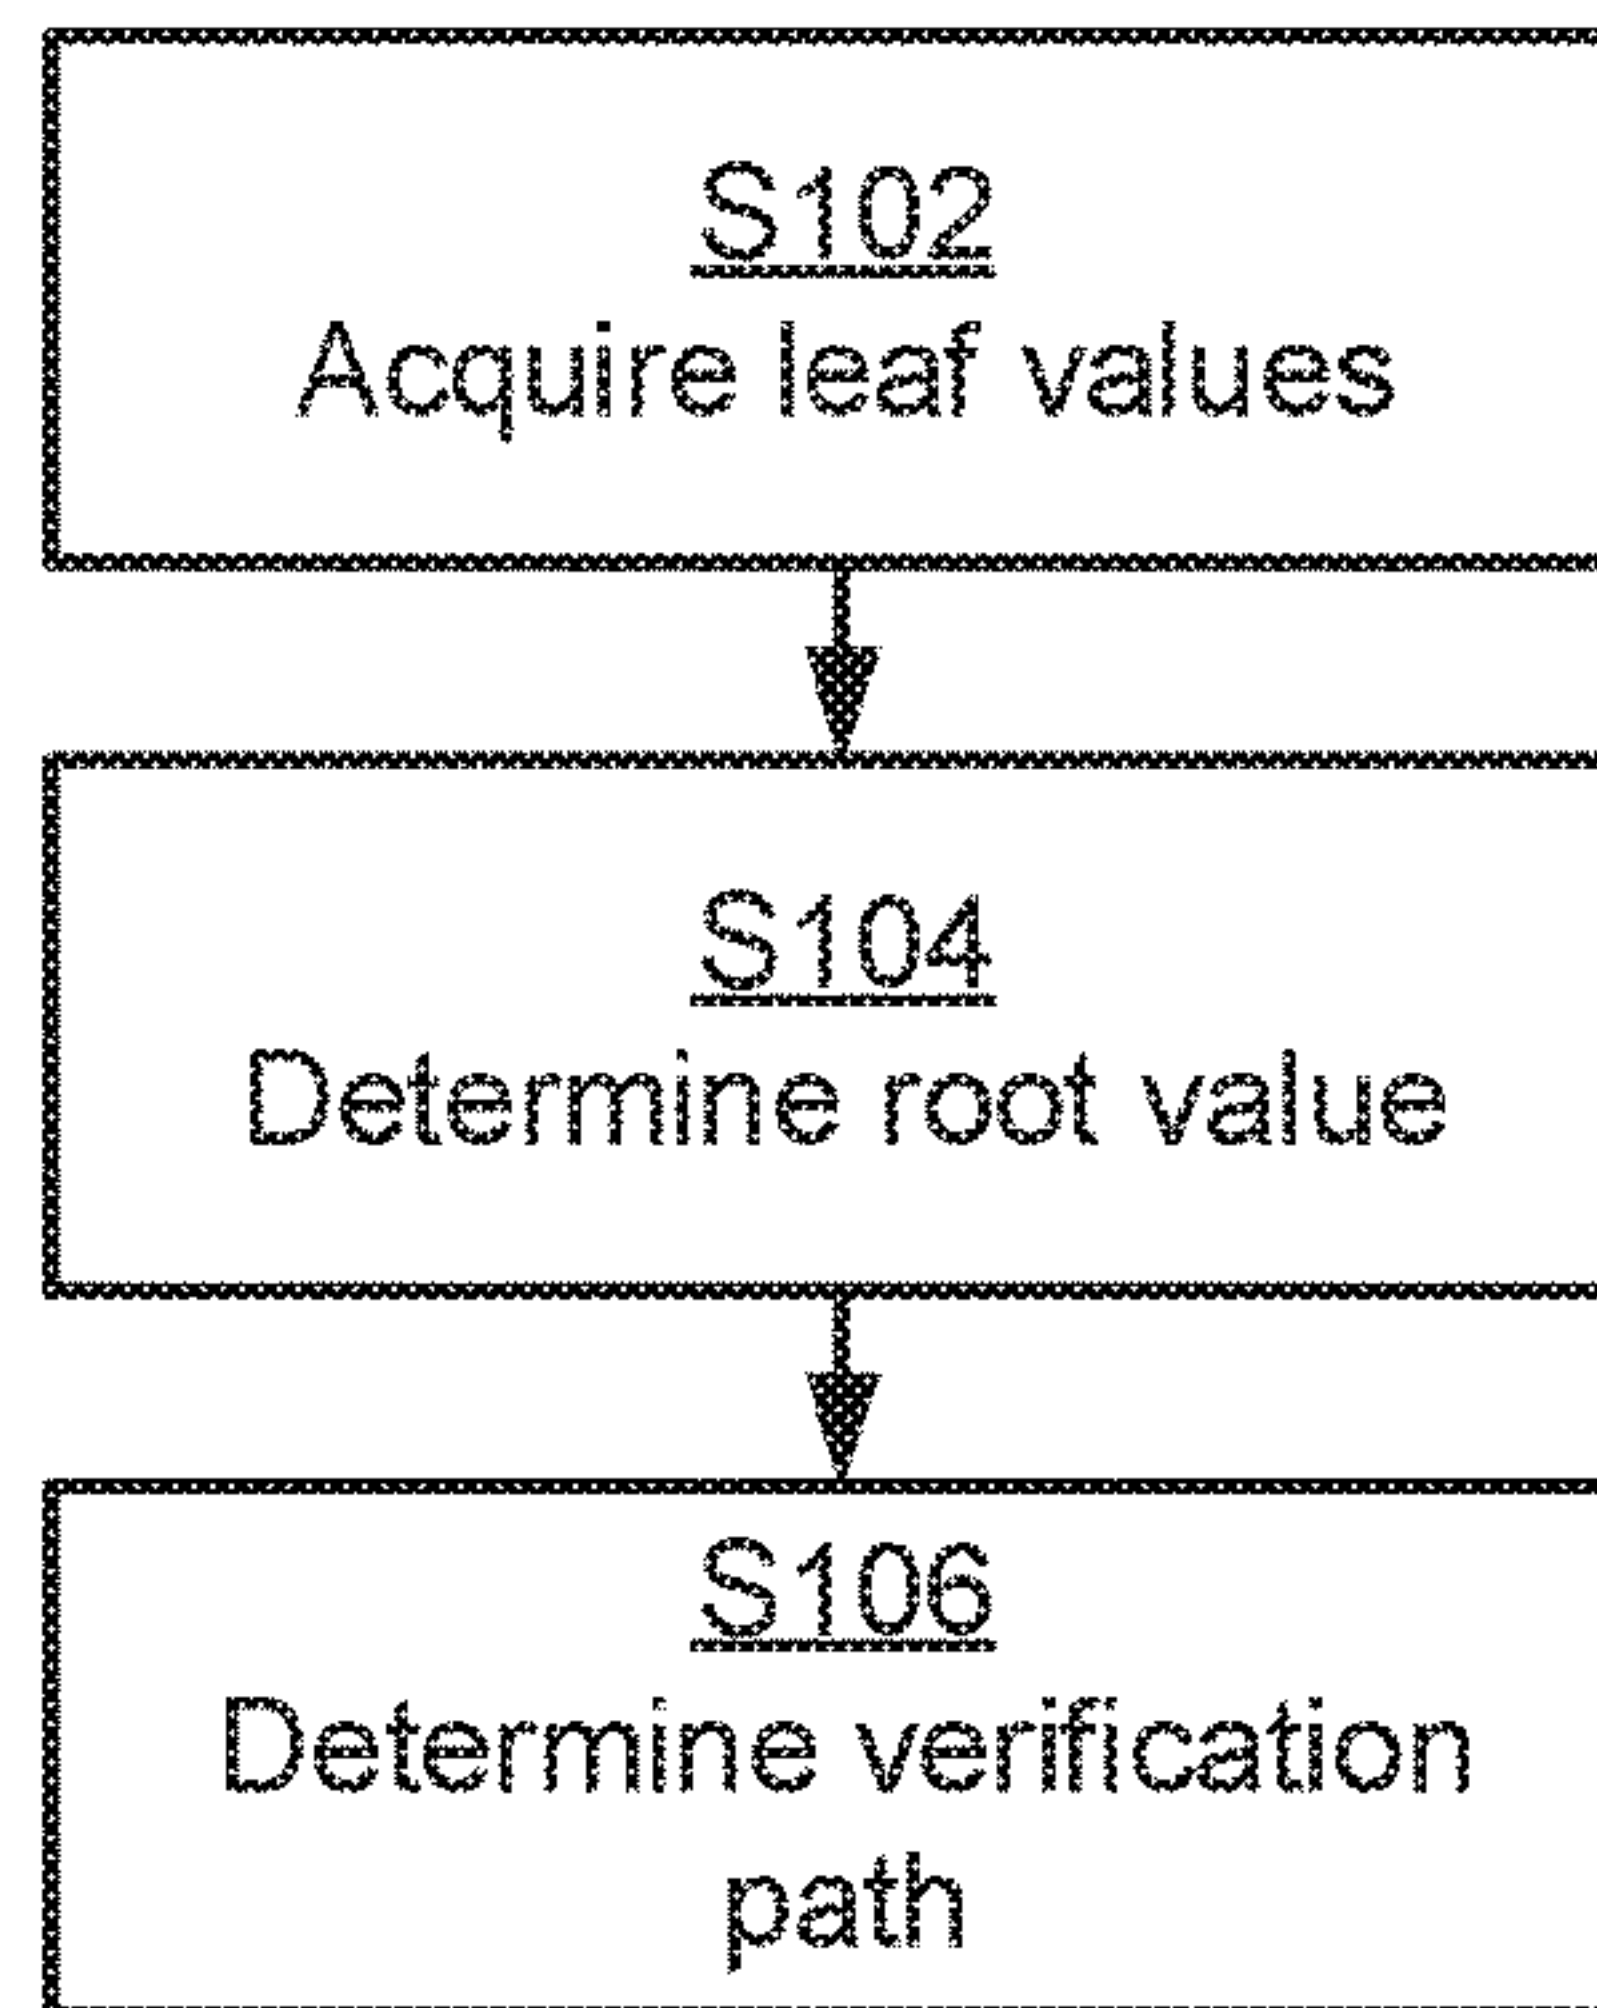 S102
Acquire leaf values
S104
Determine root value
S106
Determine verification
path